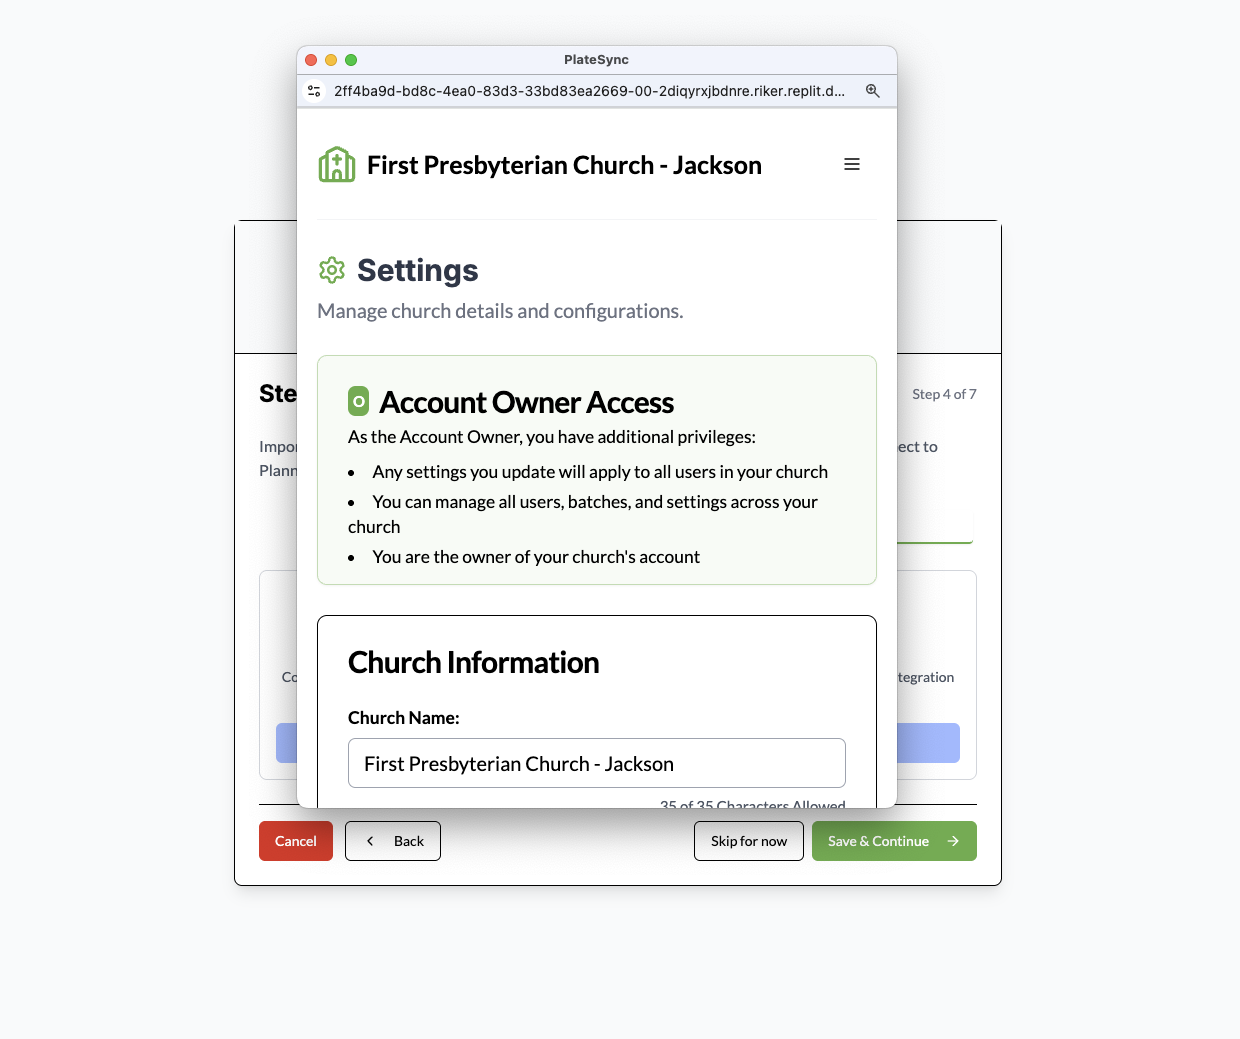 PlateSync
2ff4ba9d-bd8c-4ea0-83d3-33bd83ea2669-00-2diqyrxjbdnre.riker.replit.d...
First Presbyterian Church - Jackson
Settings
Manage church details and configurations.
O Account Owner Access
As the Account Owner, you have additional privileges:
• Any settings you update will apply to all users in your church
• You can manage all users, batches, and settings across your
church
• You are the owner of your church's account
Church Information
Church Name:
First Presbyterian Church - Jackson
35 of 35 Characters Allowed
Ste
Step 4 of 7
Impor
ect to
Plann
Co
tegration
Cancel
Back
Skip for now
Save & Continue